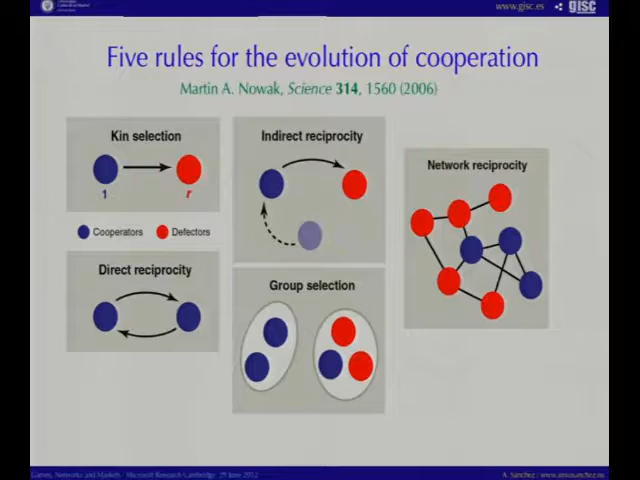 www.gisc.es
gisc
Five rules for the evolution of cooperation
Martin A. Nowak, Science 314, 1560 (2006)
Kin selection
1
r
Cooperators
Defectors
Direct reciprocity
Indirect reciprocity
Group selection
Network reciprocity
Games, Networks and Markets - Microsoft Research Cambridge 29 June 2012
A. Sánchez | www.anxosanchez.eu